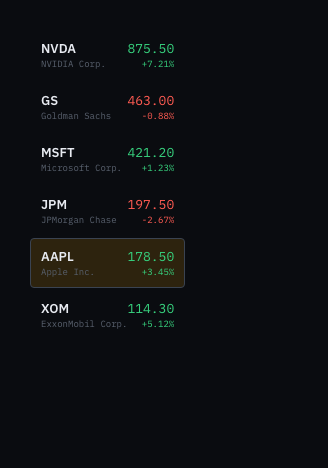 NVDA 875.50
NVIDIA Corp. +7.21%
GS 463.00
Goldman Sachs -0.88%
MSFT 421.20
Microsoft Corp. +1.23%
JPM 197.50
JPMorgan Chase -2.67%
AAPL 178.50
Apple Inc. +3.45%
XOM 114.30
ExxonMobil Corp. +5.12%